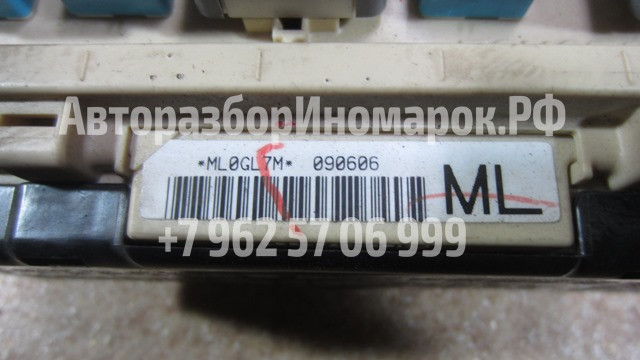 АвторазборИномарок.РФ
*ML0GL7M* 090606
ML
+7 962 57 06 999